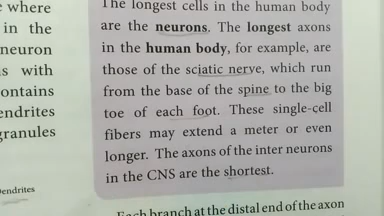 where
in the
neuron
s with
ontains
endrites
granules
Dendrites
The longest cells in the human body
are the neurons. The longest axons
in the human body, for example, are
those of the sciatic nerve, which run
from the base of the spine to the big
toe of each foot. These single-cell
fibers may extend a meter or even
longer. The axons of the inter neurons
in the CNS are the shortest.
Each branch at the distal end of the axon